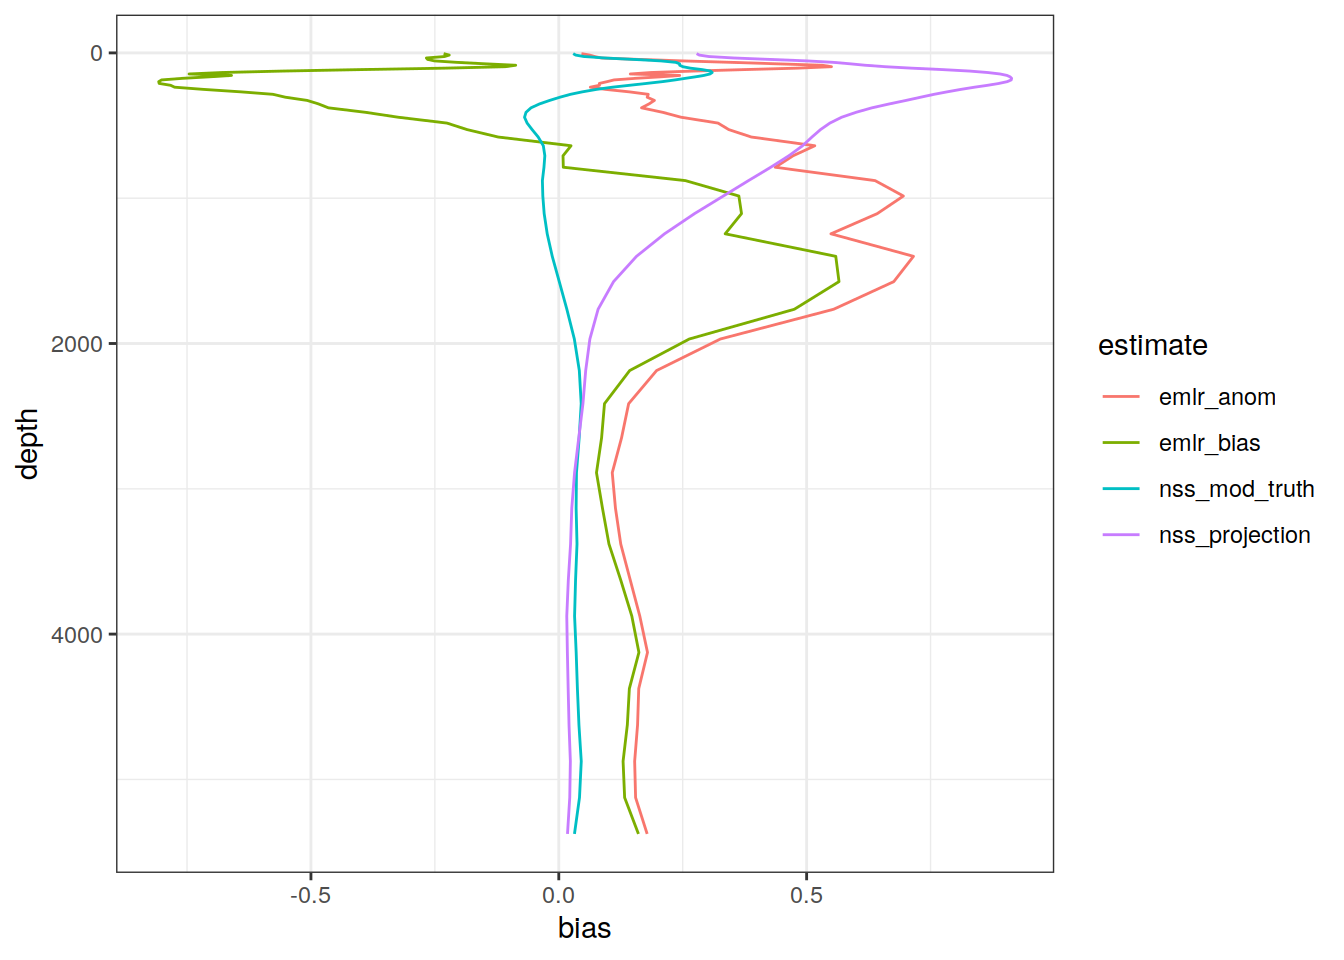 0
2000
4000
depth
-0.5
0.0
0.5
bias
estimate
emlr_anom
emlr_bias
nss_mod_truth
nss_projection